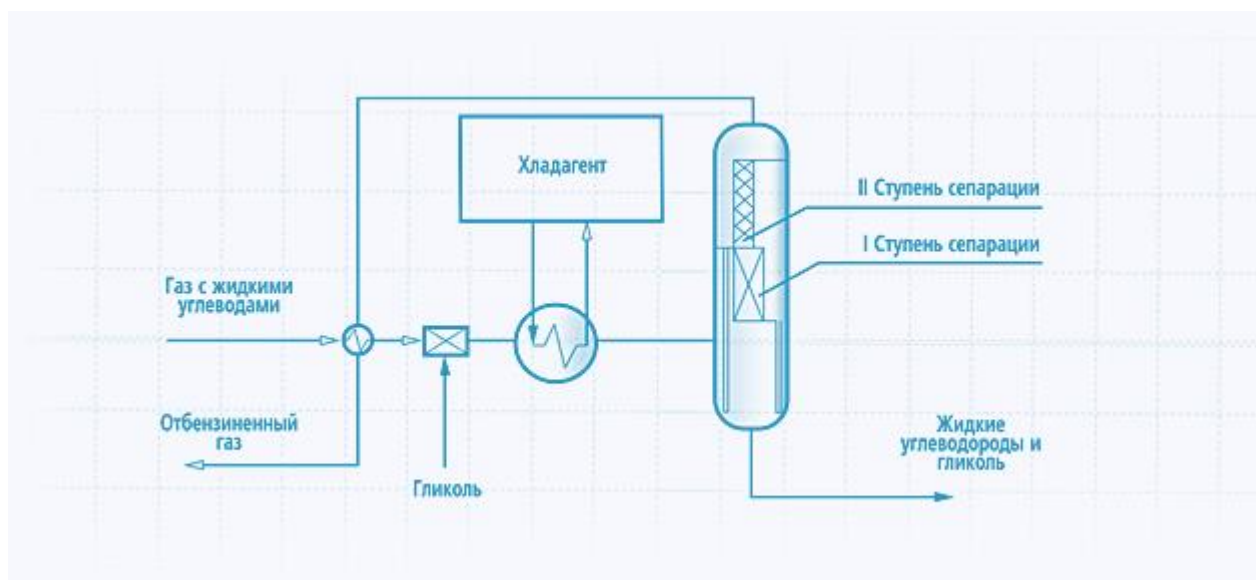 Хладагент
II Ступень сепарации
I Ступень сепарации
Газ с жидкими
углеводами
Отбензиненный
газ
Гликоль
Жидкие
углеводороды и
гликоль